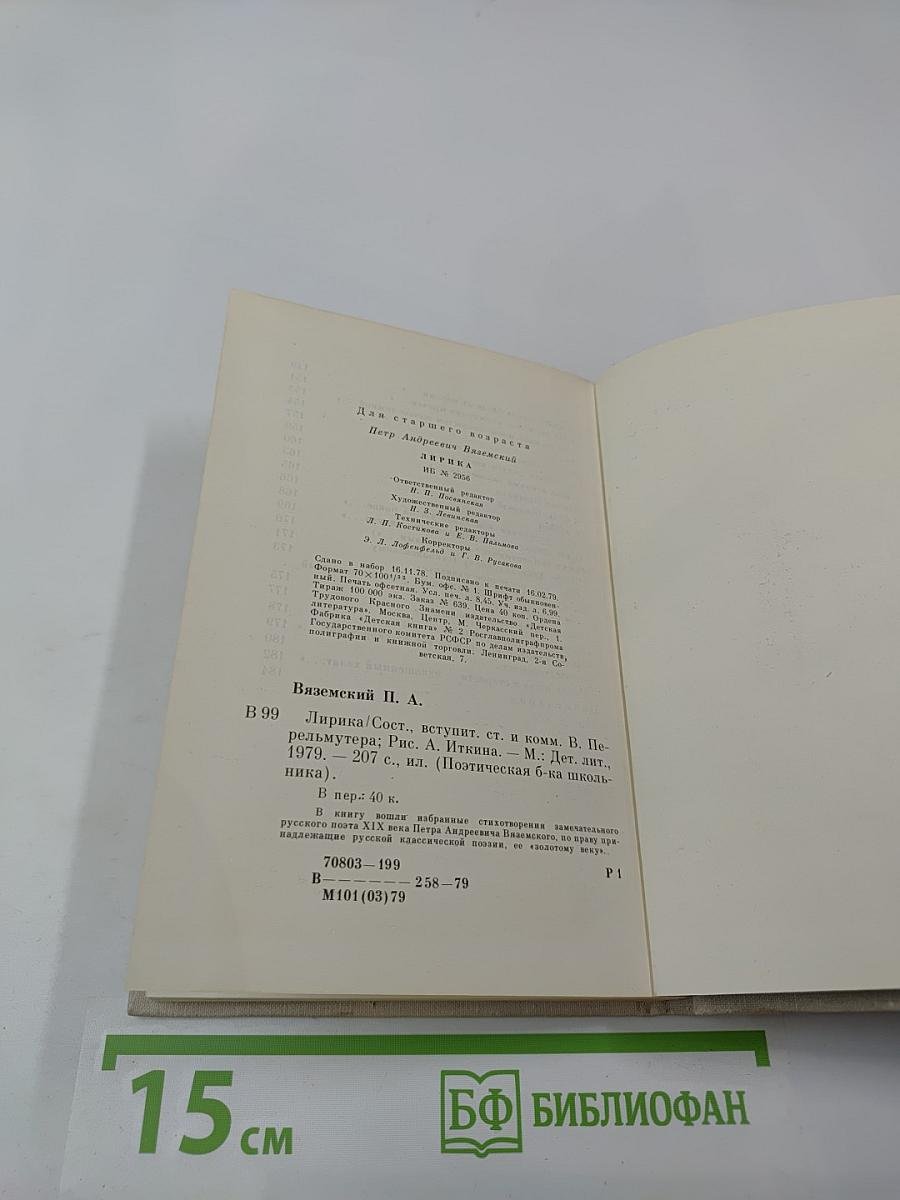 Для старшего возраста
Петр Андреевич Вяземский
ЛИРИКА
ИБ № 2956
Ответственный редактор
Н. П. Посвянская
Художественный редактор
Н. З. Левинская
Технические редакторы
Л. П. Костикова и Е. В. Пальмова
Корректоры
Э. Л. Лофенфельд и Г. В. Русакова
Сдано в набор 16.11.78. Подписано к печати 16.02.79.
Формат 70×100¹/₃₂. Бум. офс. № 1. Шрифт обыкновен-
ный. Печать офсетная. Усл. печ. л. 8,45. Уч. изд. л. 6,99.
Тираж 100 000 экз. Заказ № 639. Цена 40 коп. Ордена
Трудового Красного Знамени издательство «Детская
литература». Москва, Центр, М. Черкасский пер., 1.
Фабрика «Детская книга» № 2 Росглавполиграфпрома
Государственного комитета РСФСР по делам издательств,
полиграфии и книжной торговли. Ленинград, 2-я Со-
ветская, 7.
Вяземский П. А.
В 99 Лирика/Сост., вступит. ст. и комм. В. Пе-
рельмутера; Рис. А. Иткина. — М.: Дет. лит.,
1979. — 207 с., ил. (Поэтическая б-ка школь-
ника).
В пер.: 40 к.
В книгу вошли избранные стихотворения замечательного
русского поэта XIX века Петра Андреевича Вяземского, по праву при-
надлежащие русской классической поэзии, ее «золотому веку».
70803—199
В—————— 258—79
М101(03)79
Р1
15 см
БФ БИБЛИОФАН